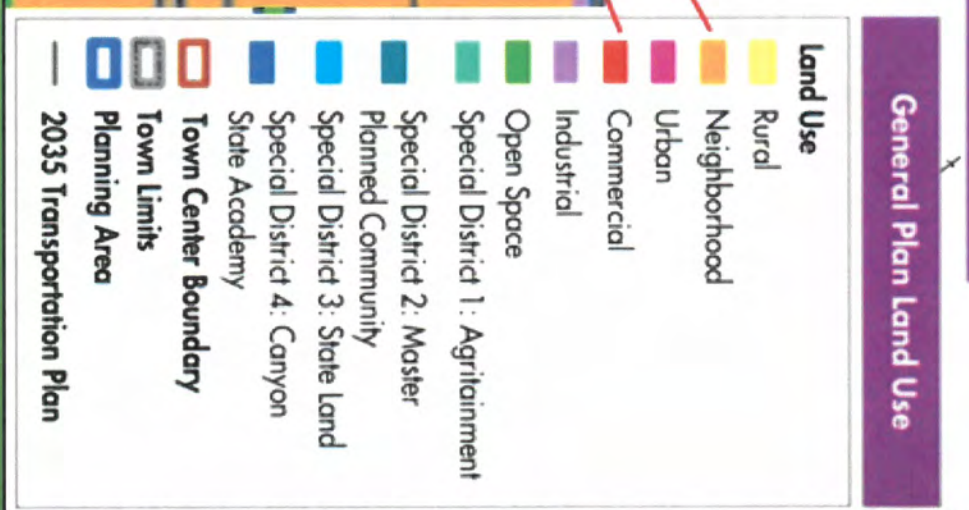 General Plan Land Use
Land Use
Rural
Neighborhood
Urban
Commercial
Industrial
Open Space
Special District 1: Agritainment
Special District 2: Master
Planned Community
Special District 3: State Land
Special District 4: Canyon
State Academy
Town Center Boundary
Town Limits
Planning Area
2035 Transportation Plan